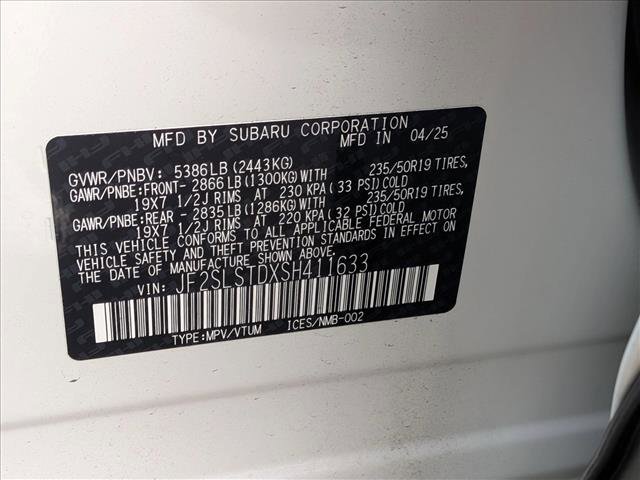 MFD BY SUBARU CORPORATION
MFD IN 04/25
GVWR/PNBV: 5386LB(2443KG)
GAWR/PNBE:FRONT- 2866LB(1300KG)WITH 235/50R19 TIRES,
19X7 1/2J RIMS AT 230 KPA(33 PSI)COLD
GAWR/PNBE:REAR - 2835LB(1286KG)WITH 235/50R19 TIRES,
19X7 1/2J RIMS AT 220 KPA(32 PSI)COLD
THIS VEHICLE CONFORMS TO ALL APPLICABLE FEDERAL MOTOR
VEHICLE SAFETY AND THEFT PREVENTION STANDARDS IN EFFECT ON
THE DATE OF MANUFACTURE SHOWN ABOVE.
VIN: JF2SLSTDXSH411633
TYPE:MPV/VTUM ICES/NMB-002